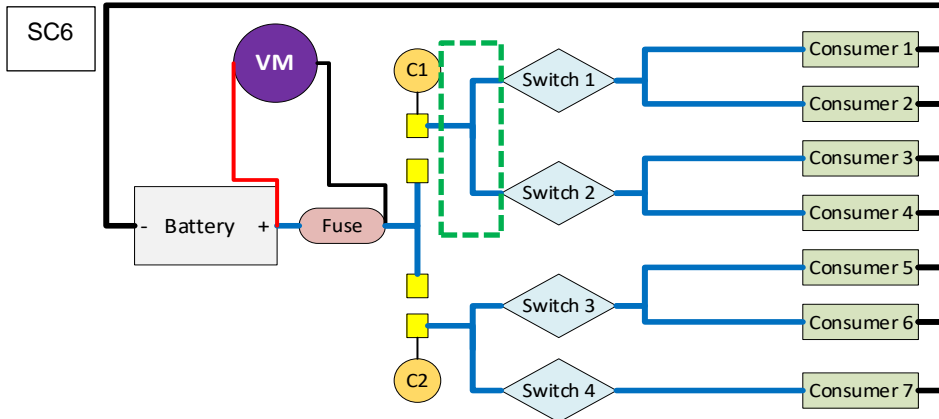 SC6
VM
C1
Switch 1
Consumer 1
Consumer 2
Switch 2
Consumer 3
Consumer 4
- Battery +
Fuse
Switch 3
Consumer 5
Consumer 6
C2
Switch 4
Consumer 7